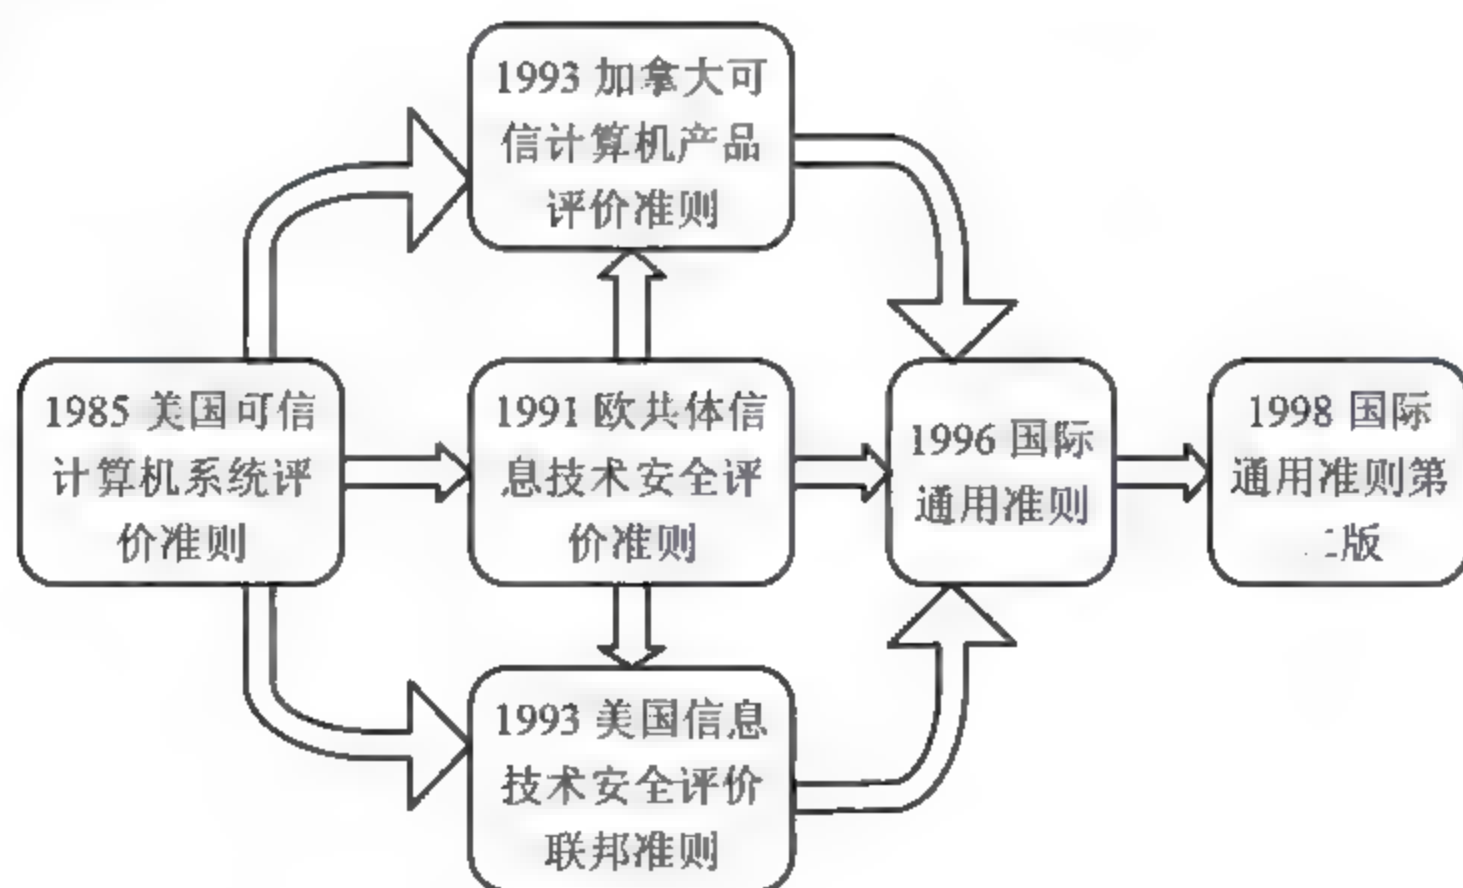 1993 加拿大可
信计算机产品
评价准则
1985 美国可信
计算机系统评
价准则
1991 欧共体信
息技术安全评
价准则
1996 国际
通用准则
1998 国际
通用准则第
版
1993 美国信息
技术安全评价
联邦准则